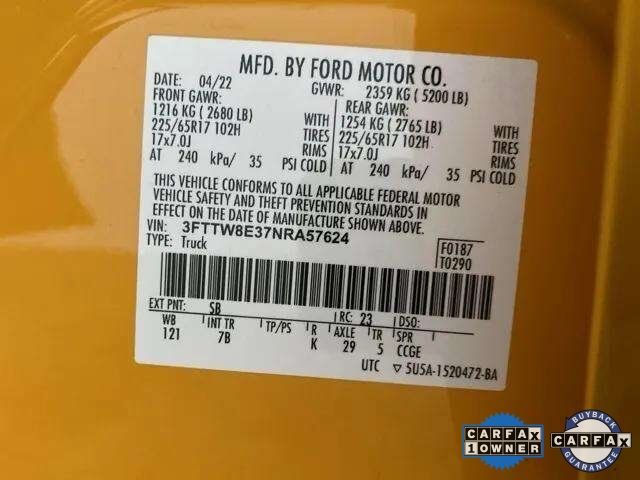 MFD. BY FORD MOTOR CO.
DATE: 04/22 GVWR: 2359 KG ( 5200 LB)
FRONT GAWR: REAR GAWR:
1216 KG ( 2680 LB) WITH 1254 KG ( 2765 LB) WITH
225/65R17 102H TIRES 225/65R17 102H TIRES
17x7.0J RIMS 17x7.0J RIMS
AT 240 kPa/ 35 PSI COLD AT 240 kPa/ 35 PSI COLD
THIS VEHICLE CONFORMS TO ALL APPLICABLE FEDERAL MOTOR
VEHICLE SAFETY AND THEFT PREVENTION STANDARDS IN
EFFECT ON THE DATE OF MANUFACTURE SHOWN ABOVE.
VIN: 3FTTW8E37NRA57624
TYPE: Truck
F0187
T0290
EXT PNT: SB RC: 23 DSO:
WB INT TR TP/PS R AXLE TR SPR
121 7B K 29 5 CCGE
UTC ▽ 5U5A-1520472-BA
CARFAX
1 OWNER
BUYBACK
CARFAX
GUARANTEE